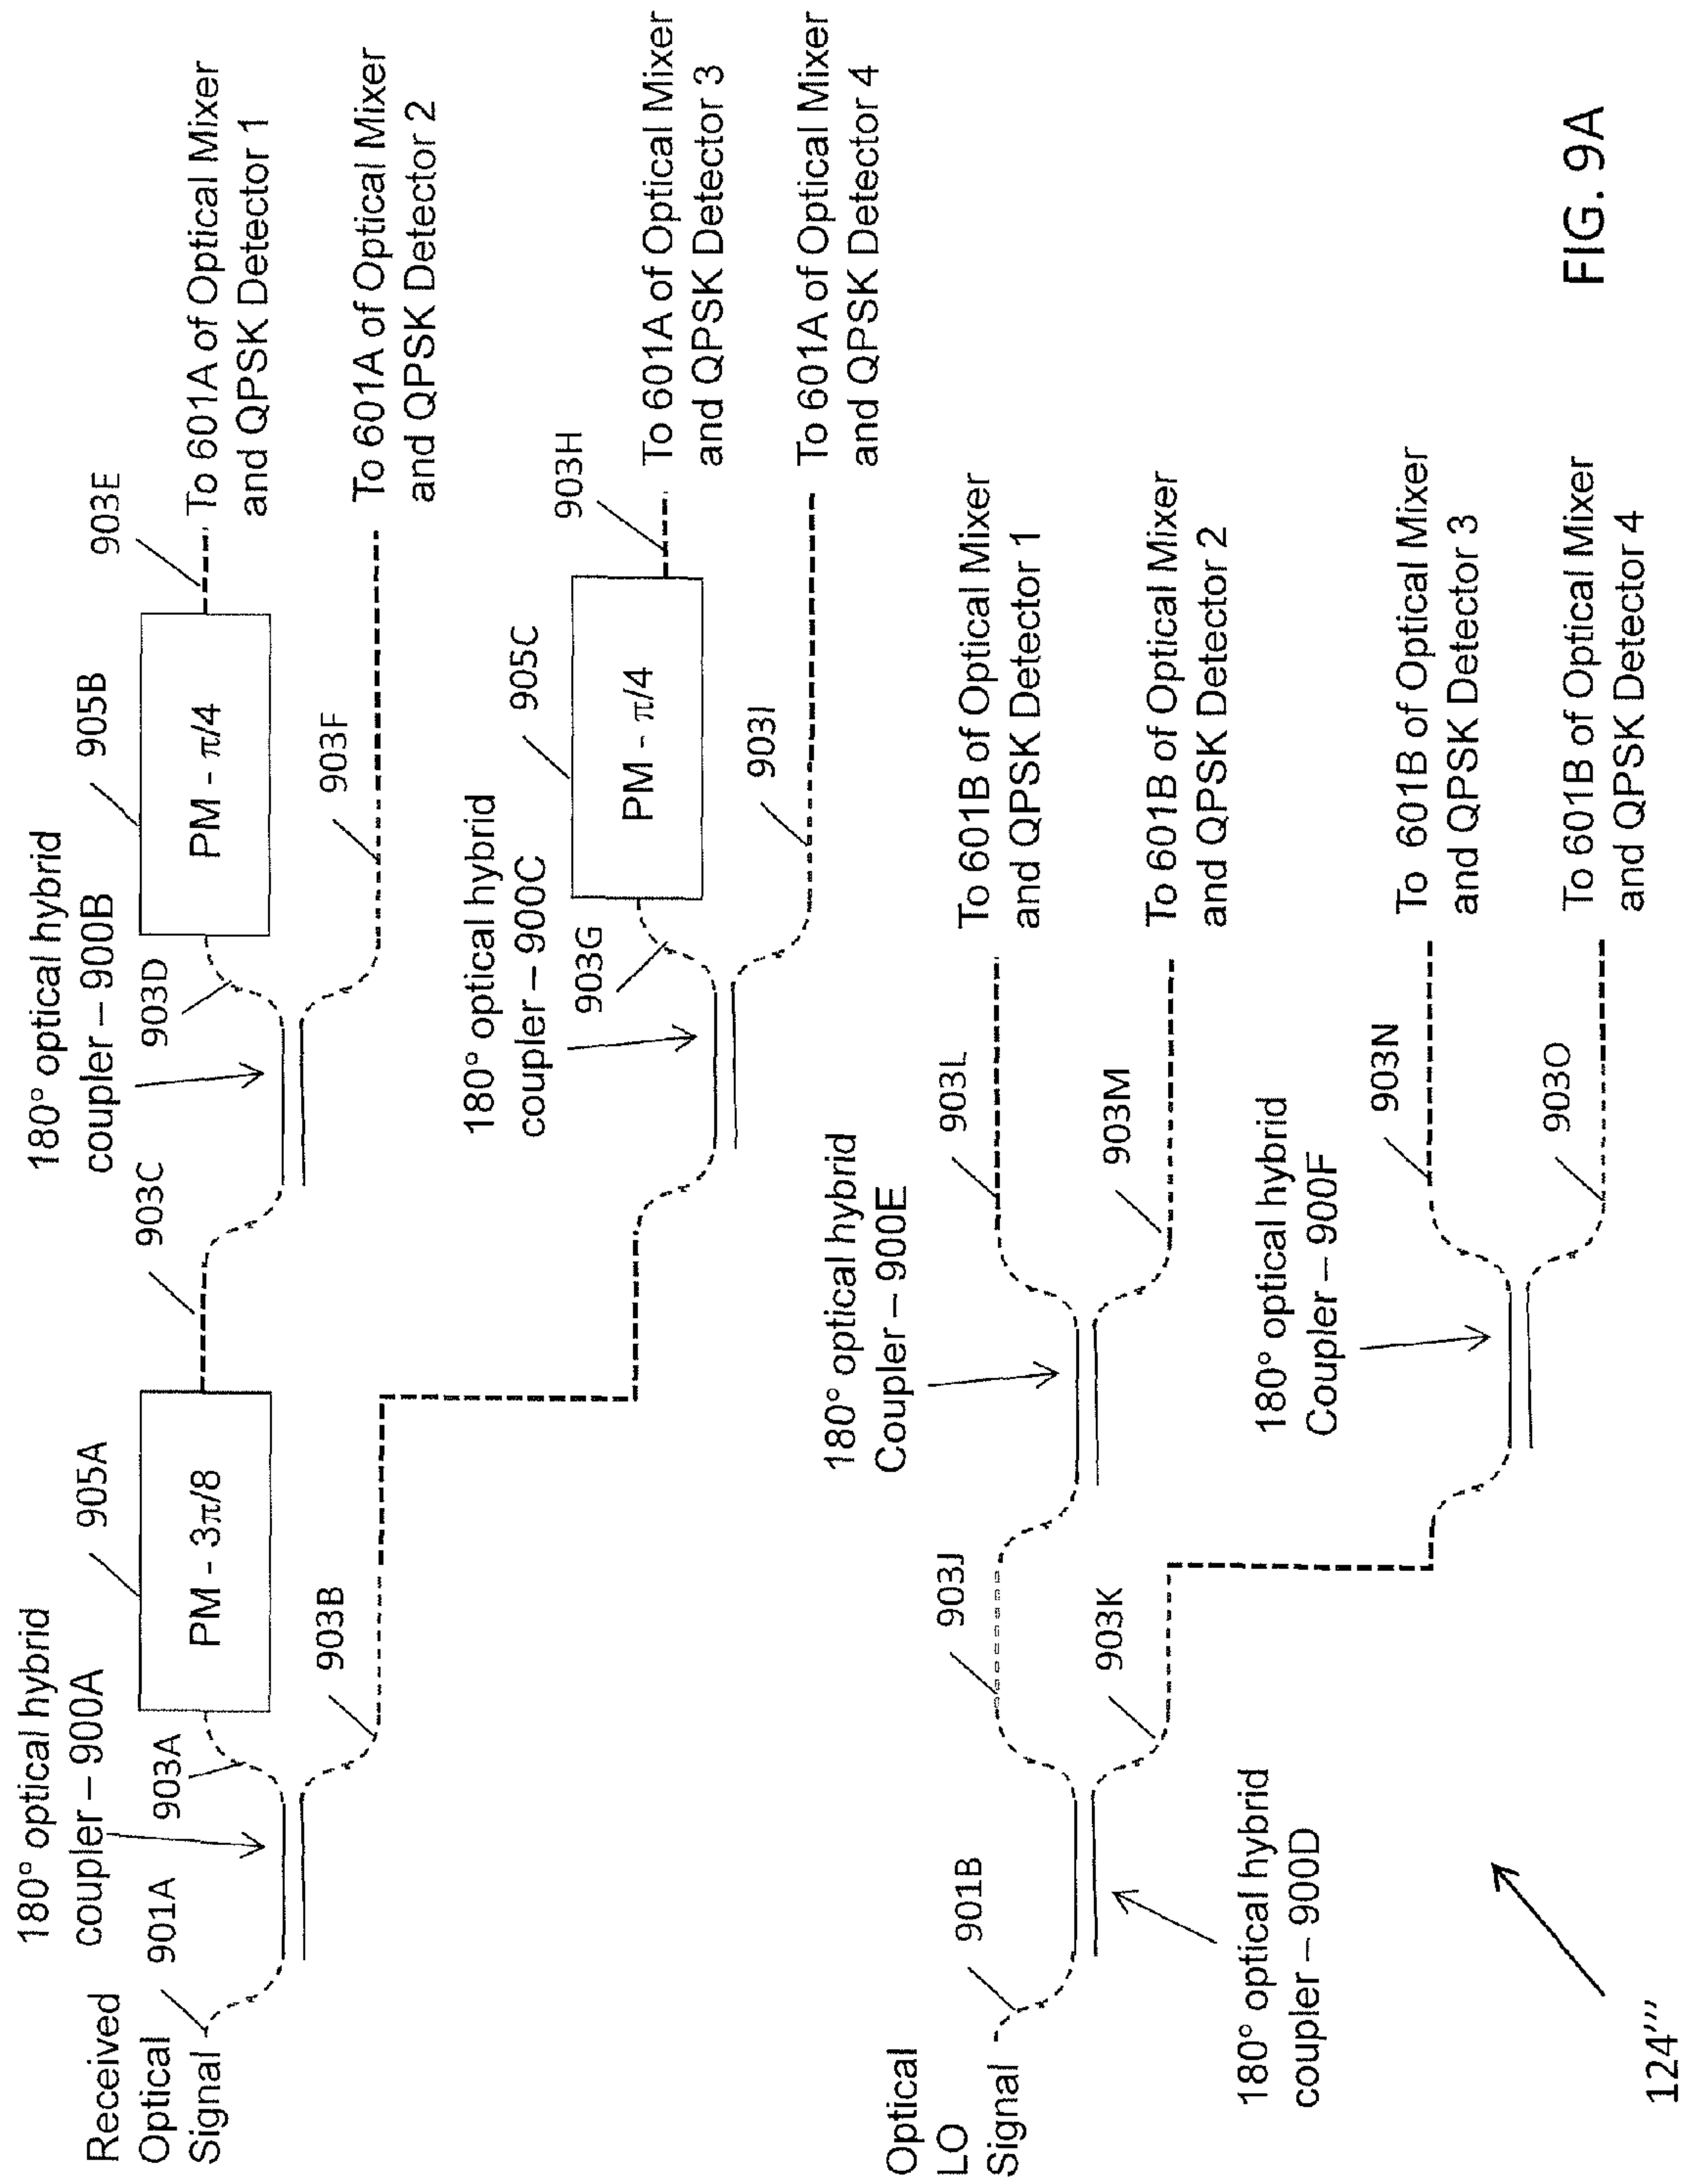 Received
Optical
Signal
901A
180° optical hybrid
coupler – 900A
903A
905A
PM - 3π/8
903B
903C
180° optical hybrid
coupler – 900B
903D
905B
PM - π/4
903F
903E
To 601A of Optical Mixer
and QPSK Detector 1
To 601A of Optical Mixer
and QPSK Detector 2
180° optical hybrid
coupler – 900C
903G
905C
PM - π/4
903I
903H
To 601A of Optical Mixer
and QPSK Detector 3
To 601A of Optical Mixer
and QPSK Detector 4
Optical
LO
Signal
901B
180° optical hybrid
coupler – 900D
903J
903K
180° optical hybrid
Coupler – 900E
903L
903M
To 601B of Optical Mixer
and QPSK Detector 1
To 601B of Optical Mixer
and QPSK Detector 2
180° optical hybrid
Coupler – 900F
903N
903O
To 601B of Optical Mixer
and QPSK Detector 3
To 601B of Optical Mixer
and QPSK Detector 4
124'''
FIG. 9A